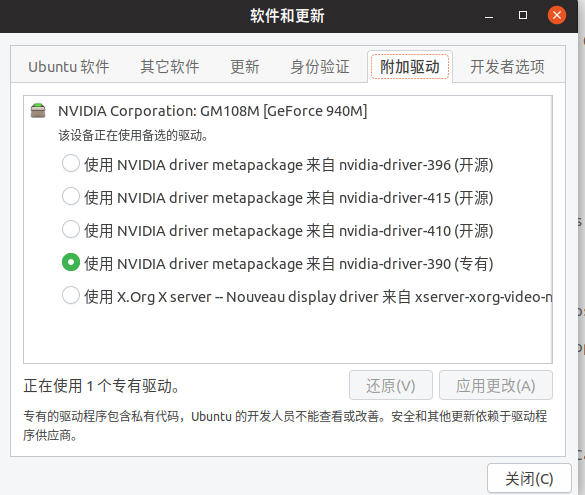 软件和更新
Ubuntu 软件 其它软件 更新 身份验证 附加驱动 开发者选项
NVIDIA Corporation: GM108M [GeForce 940M]
该设备正在使用备选的驱动。
使用 NVIDIA driver metapackage 来自 nvidia-driver-396 (开源)
使用 NVIDIA driver metapackage 来自 nvidia-driver-415 (开源)
使用 NVIDIA driver metapackage 来自 nvidia-driver-410 (开源)
使用 NVIDIA driver metapackage 来自 nvidia-driver-390 (专有)
使用 X.Org X server -- Nouveau display driver 来自 xserver-xorg-video-n
正在使用 1 个专有驱动。 还原(V) 应用更改(A)
专有的驱动程序包含私有代码，Ubuntu 的开发人员不能查看或改善。安全和其他更新依赖于驱动程
序供应商。
关闭(C)